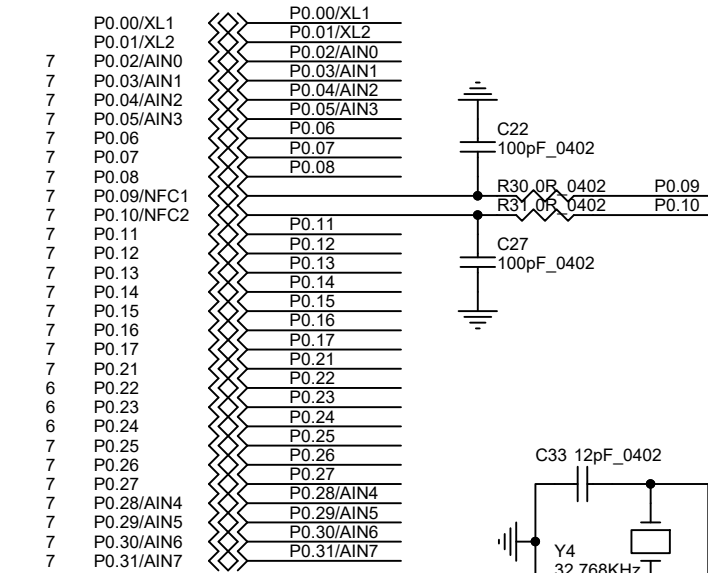 P0.00/XL1 P0.00/XL1
P0.01/XL2 P0.01/XL2
7 P0.02/AIN0 P0.02/AIN0
7 P0.03/AIN1 P0.03/AIN1
7 P0.04/AIN2 P0.04/AIN2
7 P0.05/AIN3 P0.05/AIN3
7 P0.06 P0.06 C22
7 P0.07 P0.07 100pF_0402
7 P0.08 P0.08
7 P0.09/NFC1 R30 0R_0402 P0.09
7 P0.10/NFC2 R31 0R_0402 P0.10
7 P0.11 P0.11
7 P0.12 P0.12 C27
7 P0.13 P0.13 100pF_0402
7 P0.14 P0.14
7 P0.15 P0.15
7 P0.16 P0.16
7 P0.17 P0.17
7 P0.21 P0.21
6 P0.22 P0.22
6 P0.23 P0.23
6 P0.24 P0.24
7 P0.25 P0.25
7 P0.26 P0.26 C33 12pF_0402
7 P0.27 P0.27
7 P0.28/AIN4 P0.28/AIN4
7 P0.29/AIN5 P0.29/AIN5
7 P0.30/AIN6 P0.30/AIN6 Y4
7 P0.31/AIN7 P0.31/AIN7 32.768KHz